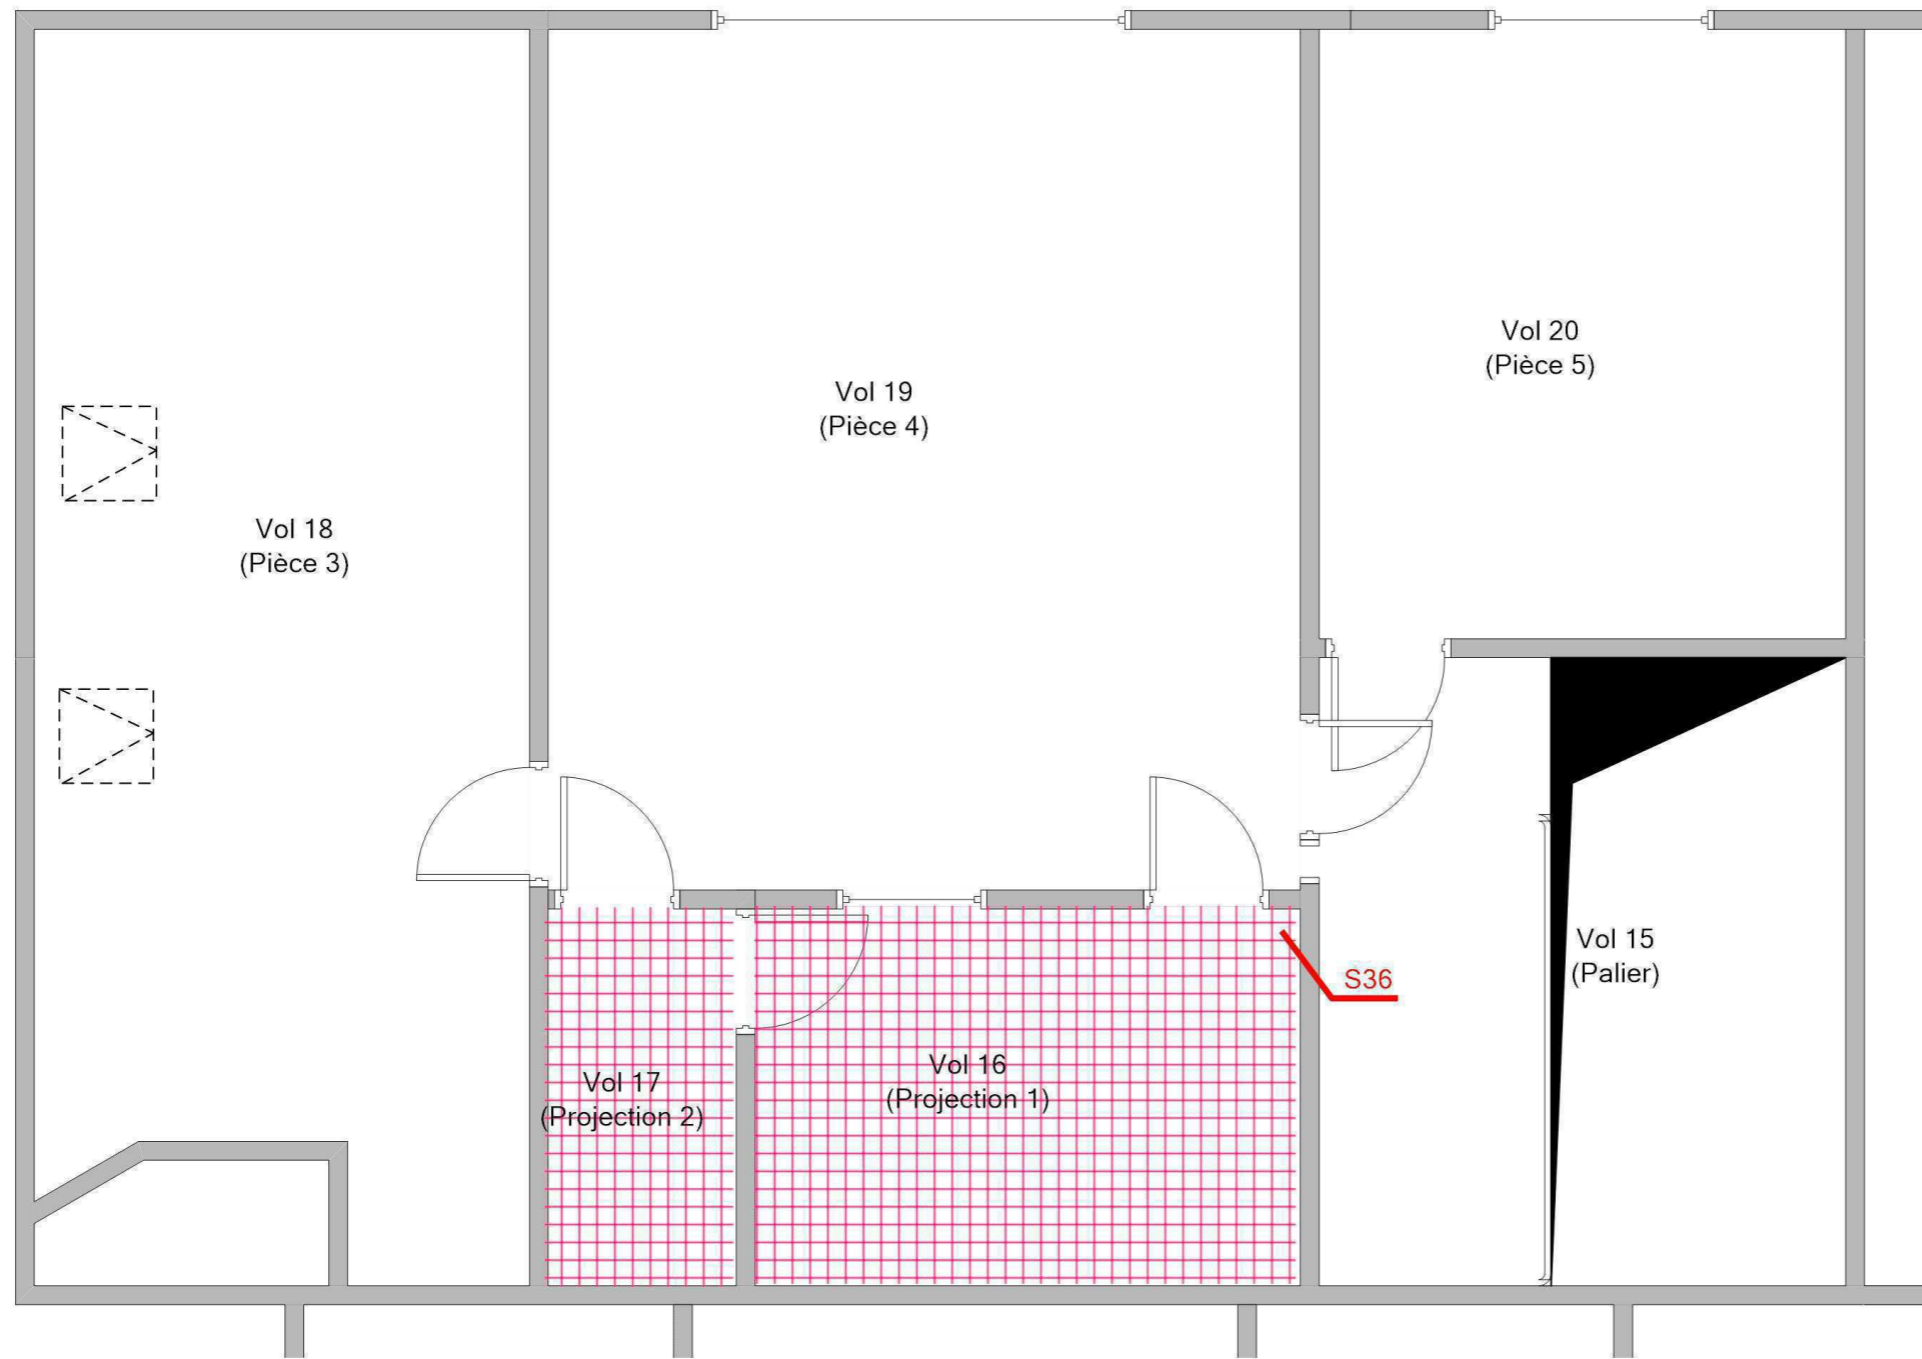 Vol 20
(Pièce 5)
Vol 19
(Pièce 4)
Vol 18
(Pièce 3)
Vol 15
(Palier)
S36
Vol 16
(Projection 1)
Vol 17
(Projection 2)